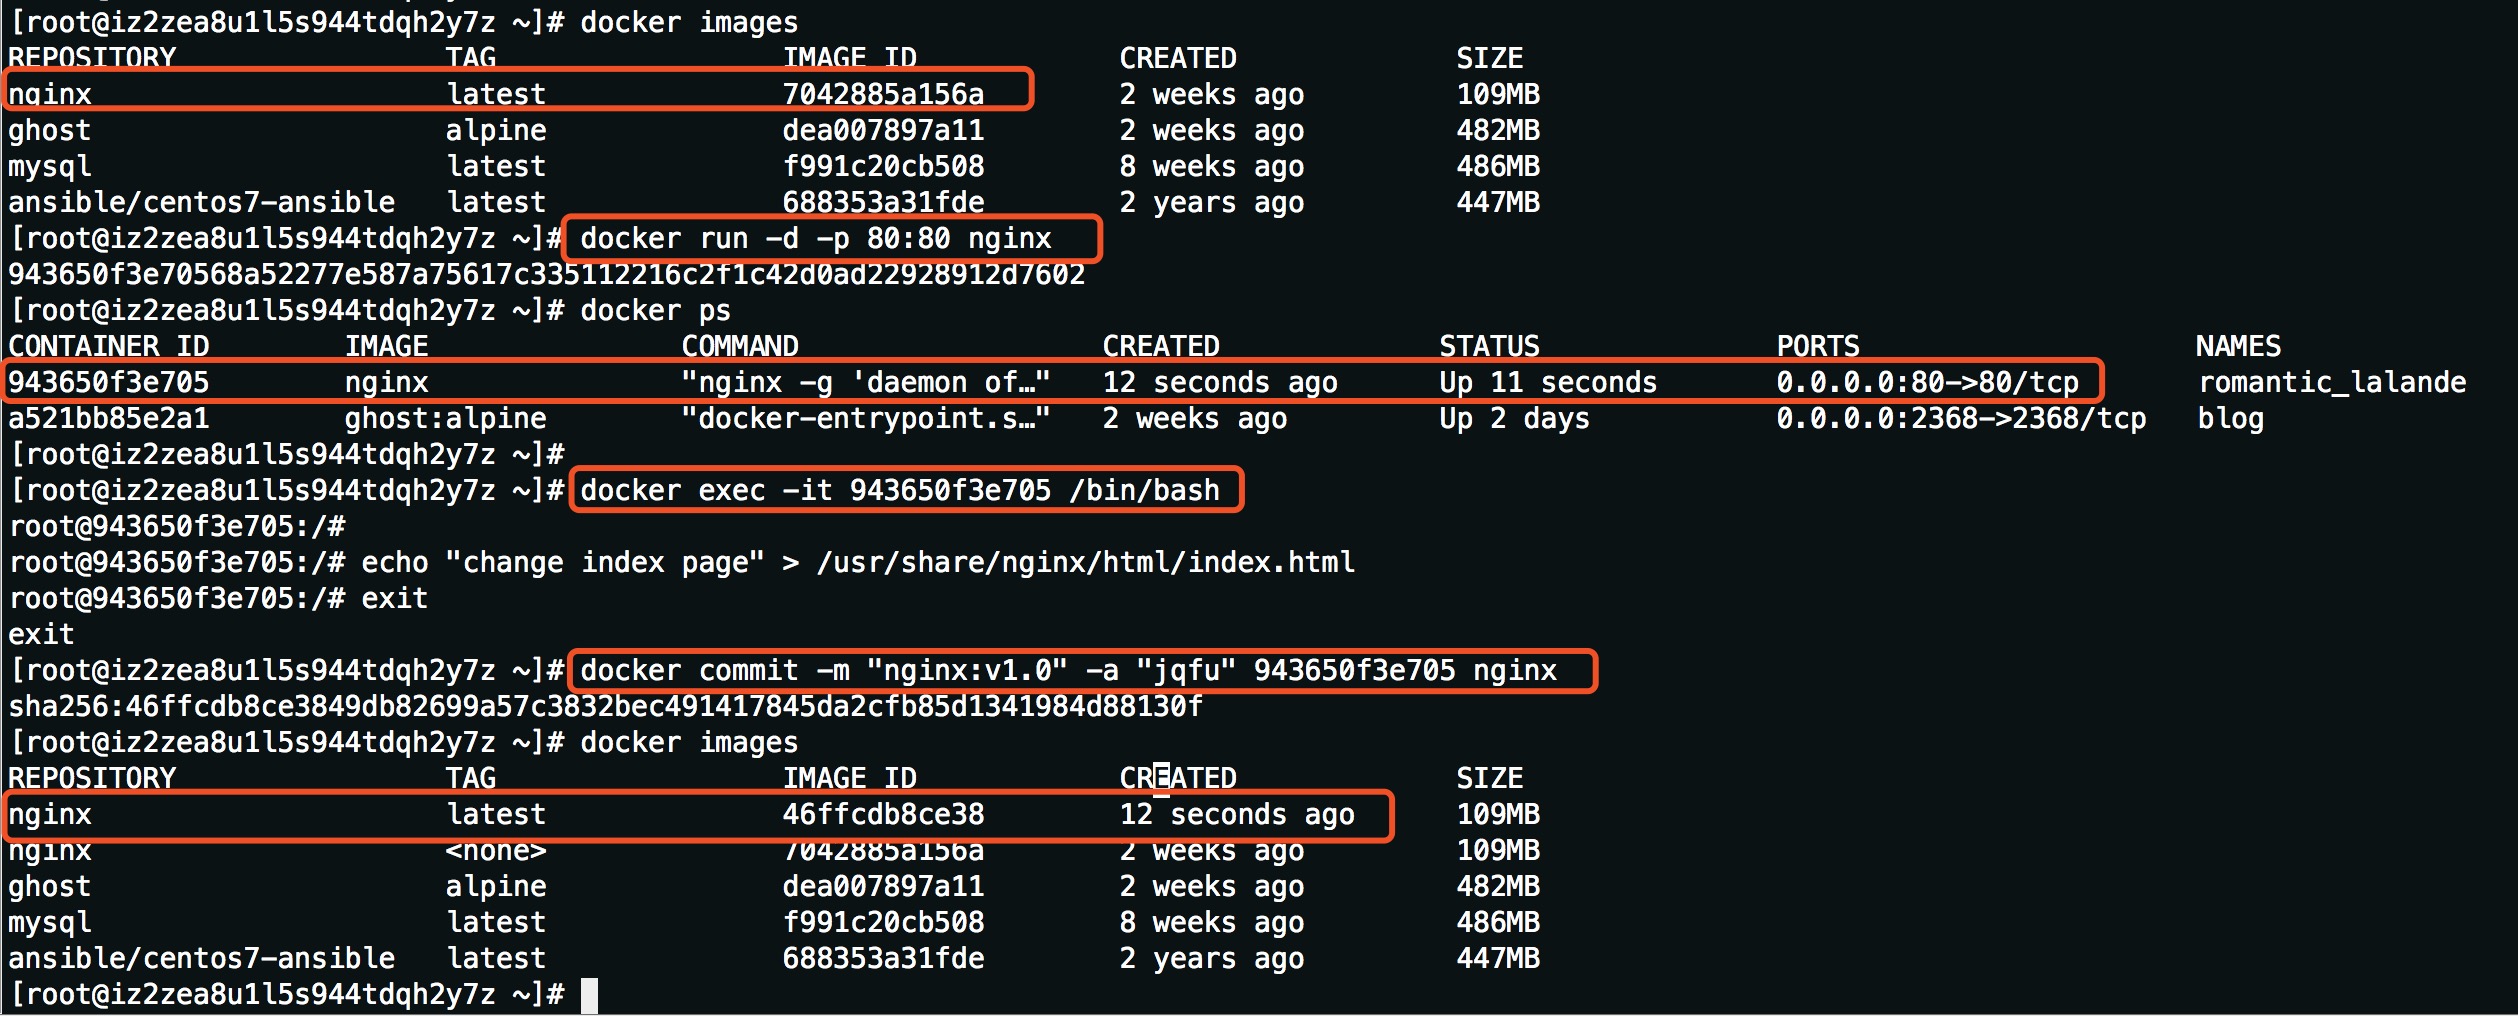 [root@iz2zea8u1l5s944tdqh2y7z ~]# docker images
REPOSITORY TAG IMAGE ID CREATED SIZE
nginx latest 7042885a156a 2 weeks ago 109MB
ghost alpine dea007897a11 2 weeks ago 482MB
mysql latest f991c20cb508 8 weeks ago 486MB
ansible/centos7-ansible latest 688353a31fde 2 years ago 447MB
[root@iz2zea8u1l5s944tdqh2y7z ~]# docker run -d -p 80:80 nginx
943650f3e70568a52277e587a75617c335112216c2f1c42d0ad22928912d7602
[root@iz2zea8u1l5s944tdqh2y7z ~]# docker ps
CONTAINER ID IMAGE COMMAND CREATED STATUS PORTS NAMES
943650f3e705 nginx "nginx -g 'daemon of…" 12 seconds ago Up 11 seconds 0.0.0.0:80->80/tcp romantic_lalande
a521bb85e2a1 ghost:alpine "docker-entrypoint.s…" 2 weeks ago Up 2 days 0.0.0.0:2368->2368/tcp blog
[root@iz2zea8u1l5s944tdqh2y7z ~]#
[root@iz2zea8u1l5s944tdqh2y7z ~]# docker exec -it 943650f3e705 /bin/bash
root@943650f3e705:/#
root@943650f3e705:/# echo "change index page" > /usr/share/nginx/html/index.html
root@943650f3e705:/# exit
exit
[root@iz2zea8u1l5s944tdqh2y7z ~]# docker commit -m "nginx:v1.0" -a "jqfu" 943650f3e705 nginx
sha256:46ffcdb8ce3849db82699a57c3832bec491417845da2cfb85d1341984d88130f
[root@iz2zea8u1l5s944tdqh2y7z ~]# docker images
REPOSITORY TAG IMAGE ID CREATED SIZE
nginx latest 46ffcdb8ce38 12 seconds ago 109MB
nginx <none> 7042885a156a 2 weeks ago 109MB
ghost alpine dea007897a11 2 weeks ago 482MB
mysql latest f991c20cb508 8 weeks ago 486MB
ansible/centos7-ansible latest 688353a31fde 2 years ago 447MB
[root@iz2zea8u1l5s944tdqh2y7z ~]#